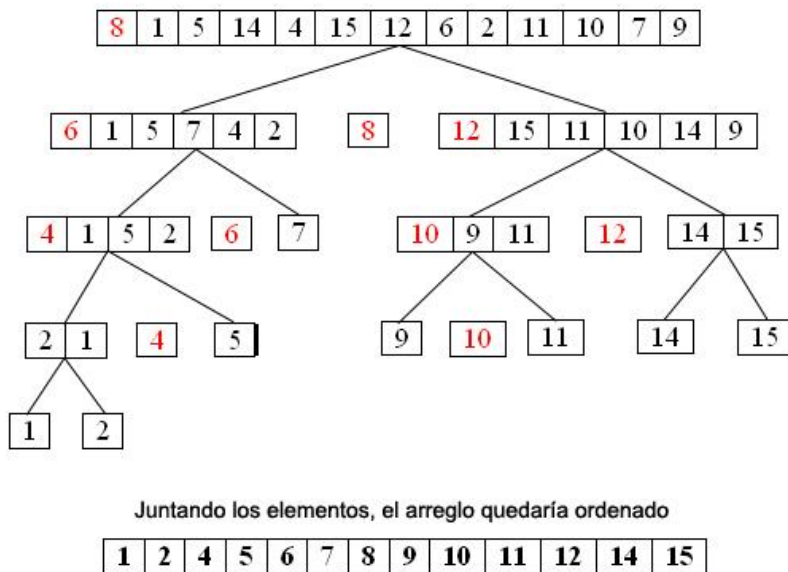 8 1 5 14 4 15 12 6 2 11 10 7 9
6 1 5 7 4 2 8 12 15 11 10 14 9
4 1 5 2 6 7 10 9 11 12 14 15
2 1 4 5 9 10 11 14 15
1 2
Juntando los elementos, el arreglo quedaría ordenado
1 2 4 5 6 7 8 9 10 11 12 14 15